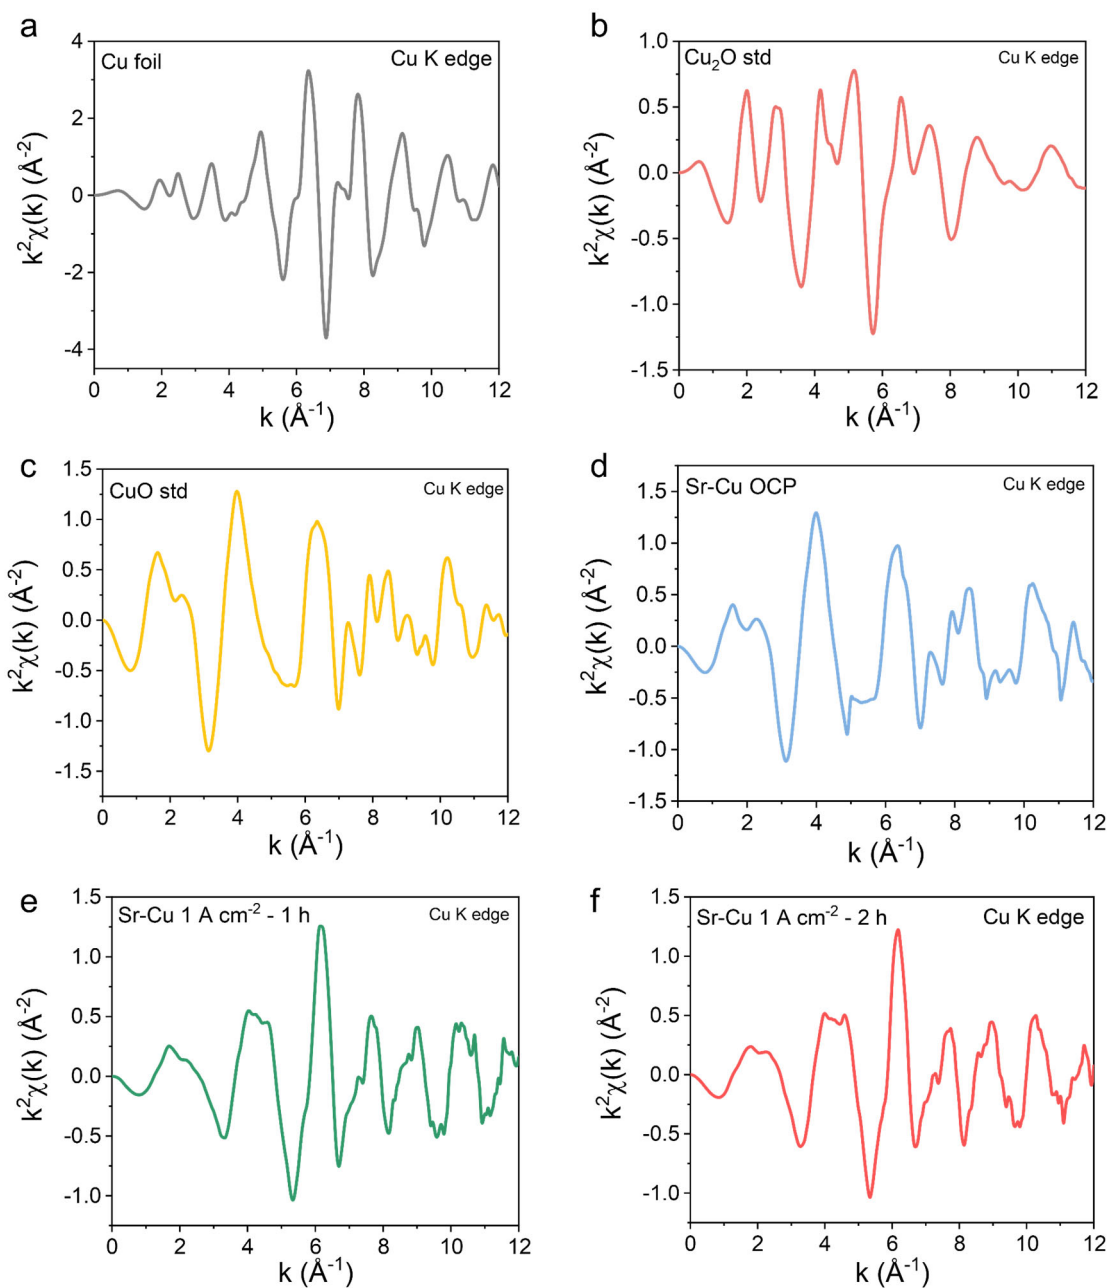 a
Cu foil
Cu K edge
4
2
0
-2
-4
k²χ(k) (Å⁻²)
0 2 4 6 8 10 12
k (Å⁻¹)
b
Cu₂O std
Cu K edge
1.0
0.5
0.0
-0.5
-1.0
-1.5
k²χ(k) (Å⁻²)
0 2 4 6 8 10 12
k (Å⁻¹)
c
CuO std
Cu K edge
1.5
1.0
0.5
0.0
-0.5
-1.0
-1.5
k²χ(k) (Å⁻²)
0 2 4 6 8 10 12
k (Å⁻¹)
d
Sr-Cu OCP
Cu K edge
1.5
1.0
0.5
0.0
-0.5
-1.0
-1.5
k²χ(k) (Å⁻²)
0 2 4 6 8 10 12
k (Å⁻¹)
e
Sr-Cu 1 A cm⁻² - 1 h
Cu K edge
1.5
1.0
0.5
0.0
-0.5
-1.0
k²χ(k) (Å⁻²)
0 2 4 6 8 10 12
k (Å⁻¹)
f
Sr-Cu 1 A cm⁻² - 2 h
Cu K edge
1.5
1.0
0.5
0.0
-0.5
-1.0
k²χ(k) (Å⁻²)
0 2 4 6 8 10 12
k (Å⁻¹)